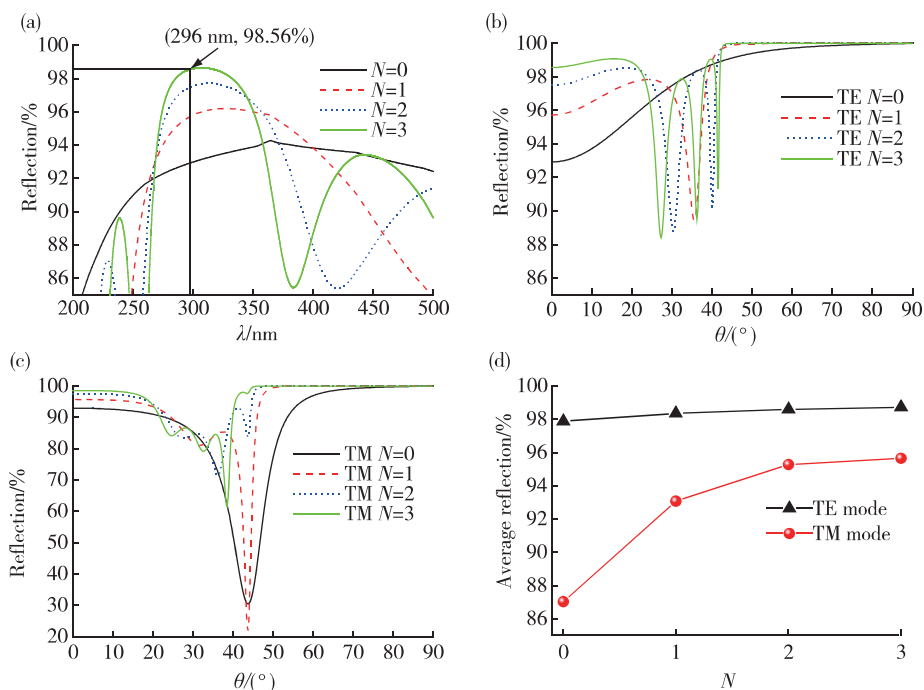 (a)
(296 nm, 98.56%)
100
98
96
94
92
90
88
86
Reflection/%
200 250 300 350 400 450 500
λ/nm
N=0
N=1
N=2
N=3
(b)
100
98
96
94
92
90
88
86
Reflection/%
0 10 20 30 40 50 60 70 80 90
θ/(°)
TE N=0
TE N=1
TE N=2
TE N=3
(c)
100
90
80
70
60
50
40
30
20
Reflection/%
0 10 20 30 40 50 60 70 80 90
θ/(°)
TM N=0
TM N=1
TM N=2
TM N=3
(d)
100
98
96
94
92
90
88
86
Average reflection/%
0 1 2 3
N
TE mode
TM mode